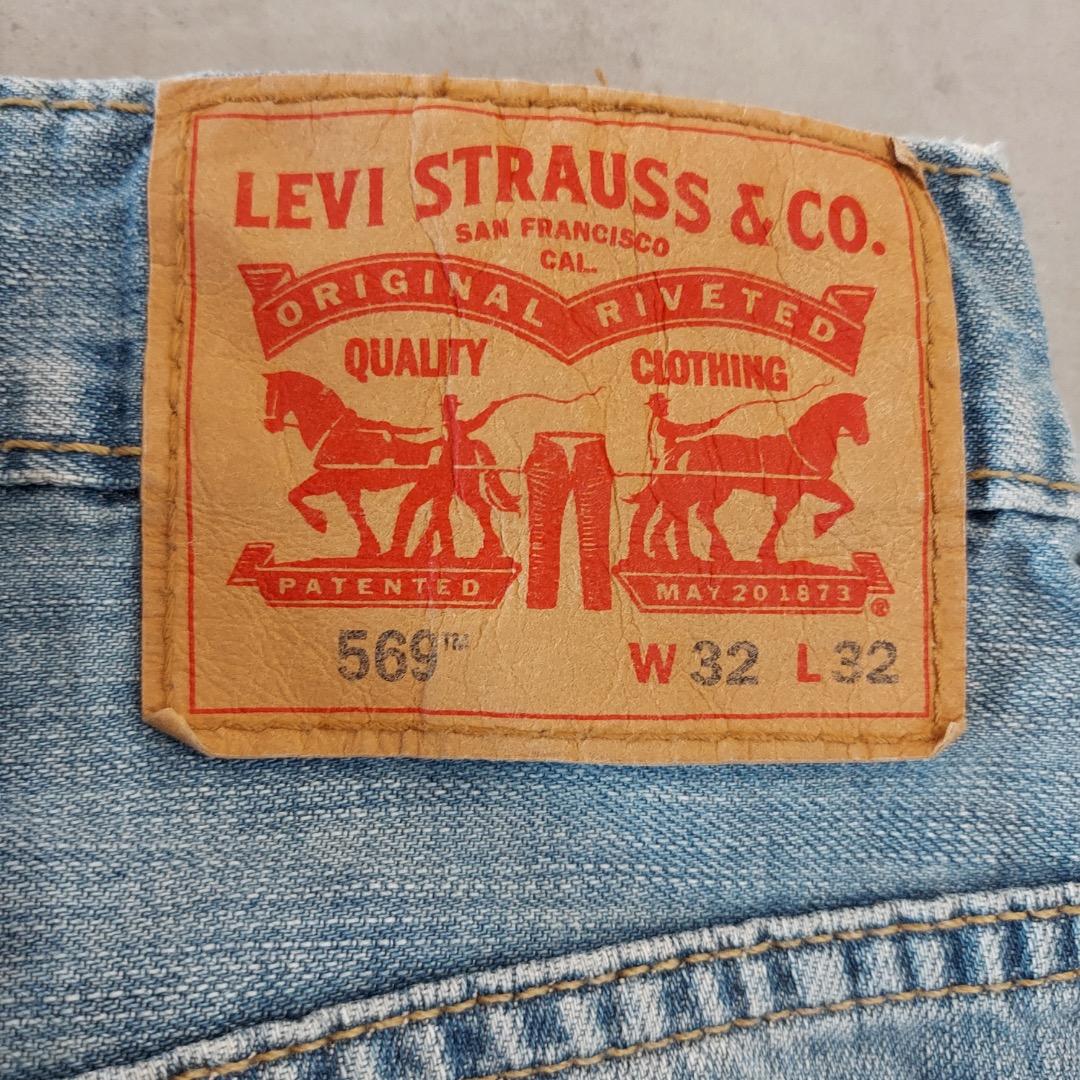 LEVI STRAUSS & CO.
SAN FRANCISCO
CAL.
ORIGINAL RIVETED
QUALITY CLOTHING
PATENTED MAY 20 1873 ®
569™ W 32 L 32